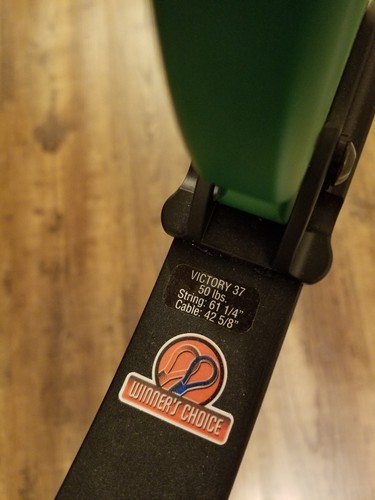 VICTORY 37
50 lbs.
String: 61 1/4"
Cable: 42 5/8"
WINNER'S CHOICE